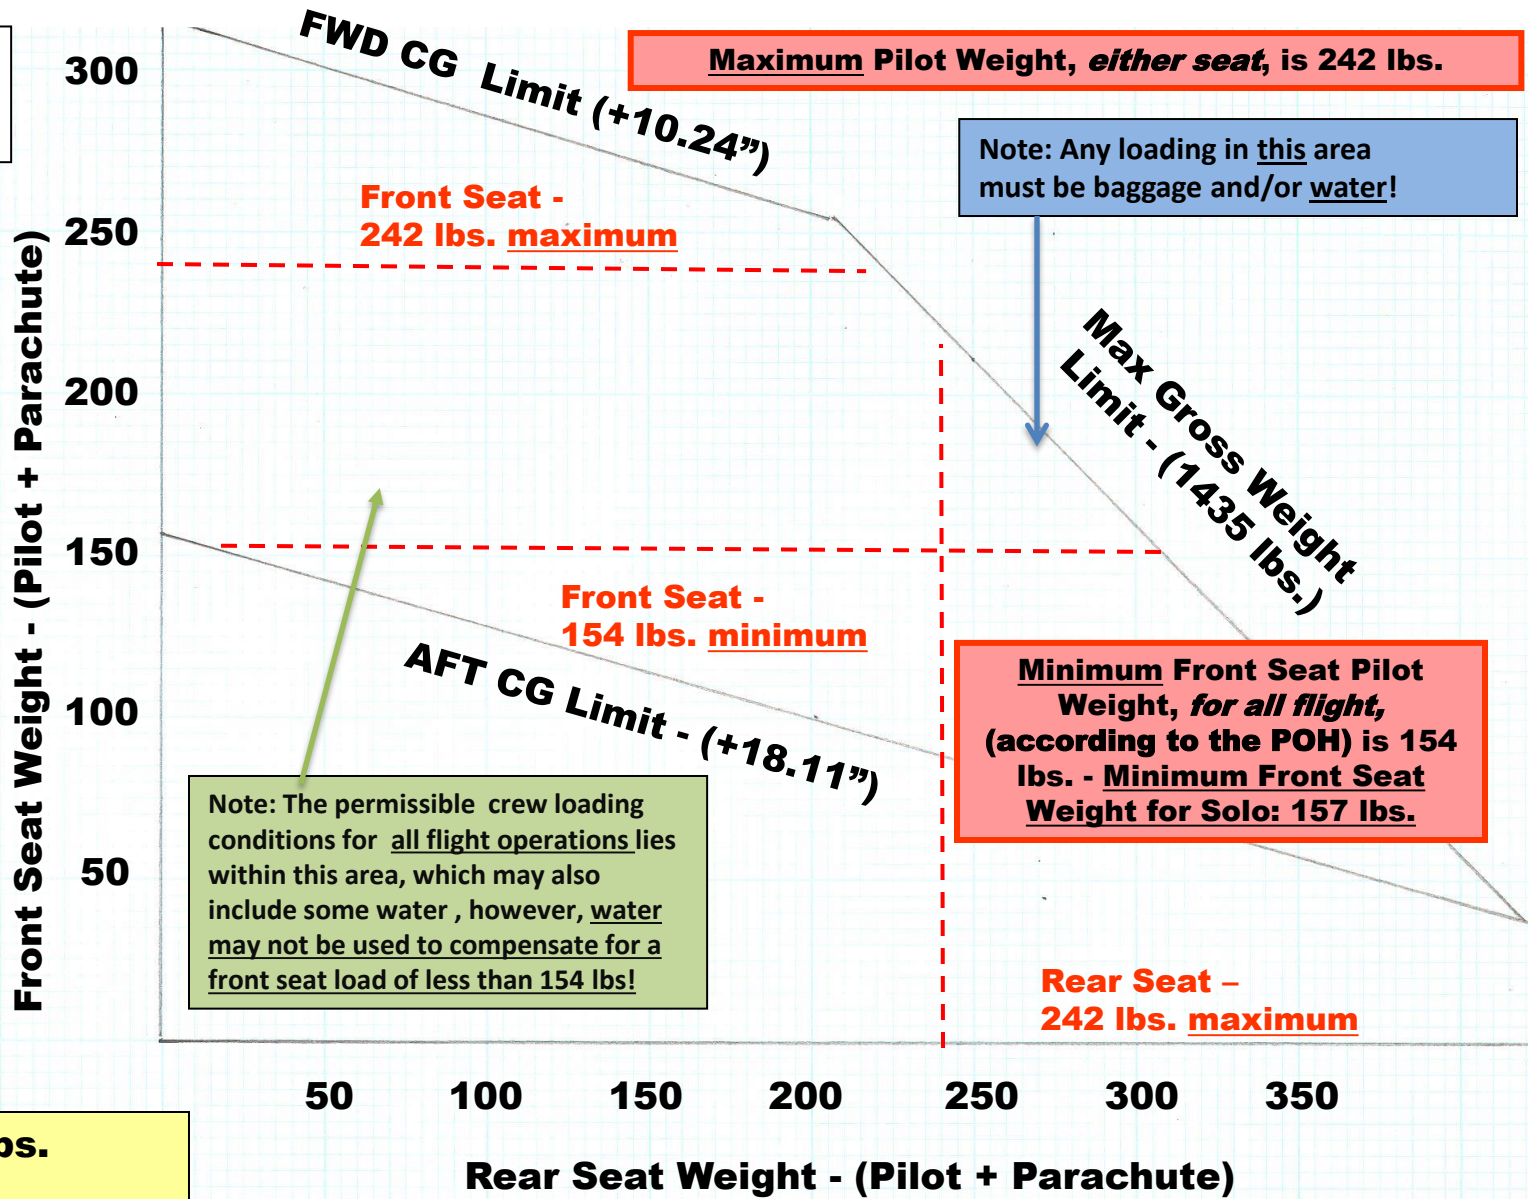 FWD CG Limit (+10.24”)
Maximum Pilot Weight, either seat, is 242 lbs.
Note: Any loading in this area
must be baggage and/or water!
Front Seat -
242 lbs. maximum
300
250
200
150
100
50
Front Seat Weight - (Pilot + Parachute)
Max Gross Weight
Limit - (1435 lbs.)
Front Seat -
154 lbs. minimum
AFT CG Limit - (+18.11”)
Minimum Front Seat Pilot
Weight, for all flight,
(according to the POH) is 154
lbs. - Minimum Front Seat
Weight for Solo: 157 lbs.
Note: The permissible crew loading
conditions for all flight operations lies
within this area, which may also
include some water , however, water
may not be used to compensate for a
front seat load of less than 154 lbs!
Rear Seat –
242 lbs. maximum
50 100 150 200 250 300 350
Rear Seat Weight - (Pilot + Parachute)